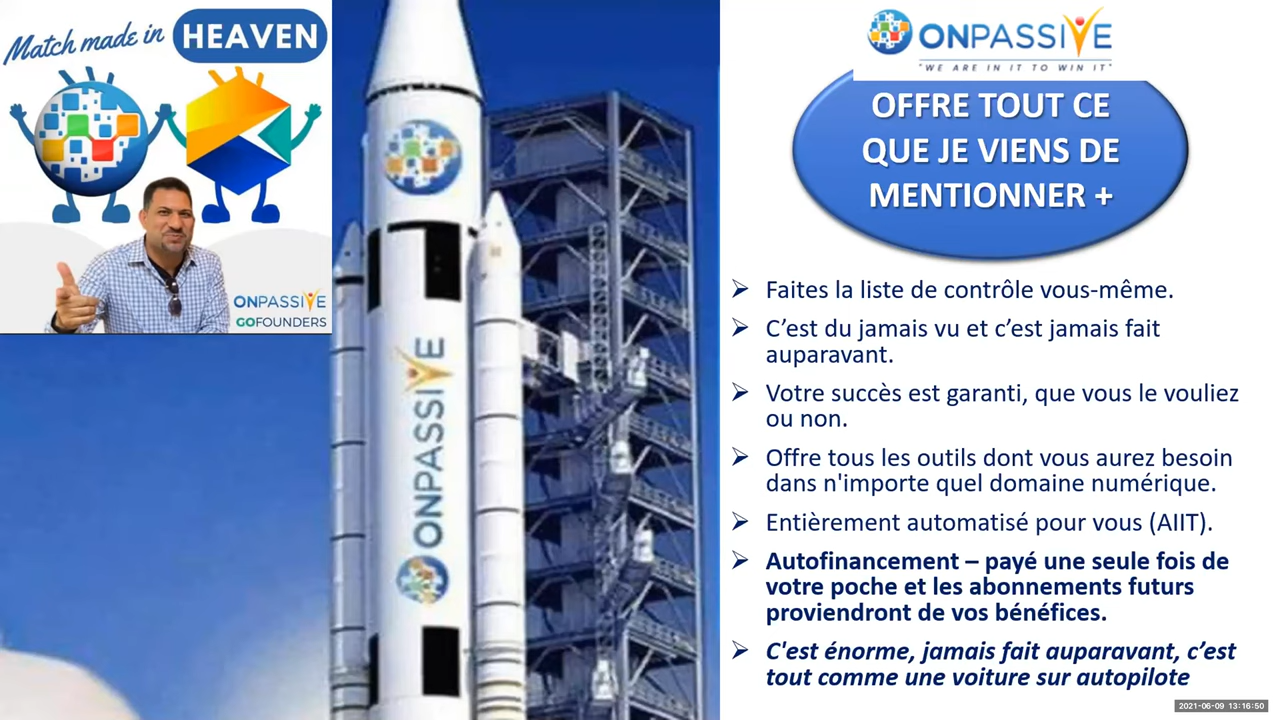 Match made in HEAVEN
ONPASSIVE
GOFOUNDERS
ONPASSIVE
ONPASSIVE
"WE ARE IN IT TO WIN IT"
OFFRE TOUT CE
QUE JE VIENS DE
MENTIONNER +
➢ Faites la liste de contrôle vous-même.
➢ C’est du jamais vu et c’est jamais fait
auparavant.
➢ Votre succès est garanti, que vous le vouliez
ou non.
➢ Offre tous les outils dont vous aurez besoin
dans n'importe quel domaine numérique.
➢ Entièrement automatisé pour vous (AIIT).
➢ Autofinancement – payé une seule fois de
votre poche et les abonnements futurs
proviendront de vos bénéfices.
➢ C'est énorme, jamais fait auparavant, c’est
tout comme une voiture sur autopilote
2021-06-09 13:16:50